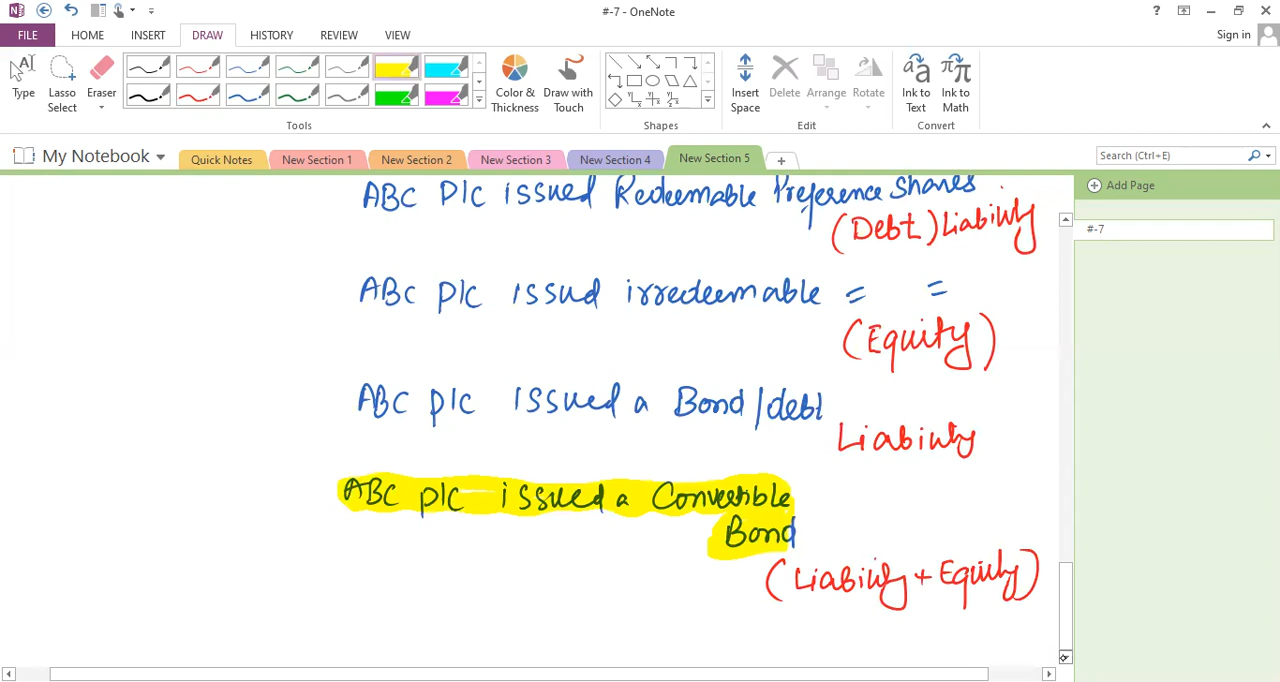 #-7 - OneNote
?
FILE HOME INSERT DRAW HISTORY REVIEW VIEW
Sign in
Type
Lasso Select
Eraser
Color & Thickness
Draw with Touch
Insert Space
Delete
Arrange
Rotate
Ink to Text
Ink to Math
Tools
Shapes
Edit
Convert
My Notebook
Quick Notes
New Section 1
New Section 2
New Section 3
New Section 4
New Section 5
Search (Ctrl+E)
Add Page
#-7
ABC Plc issued Redeemable Preference Shares
(Debt) Liability
ABC Plc issud irredeemable = =
(Equity)
ABC plc issued a Bond/debt
Liability
ABC plc issued a Convertible
Bond
(Liability + Equity)